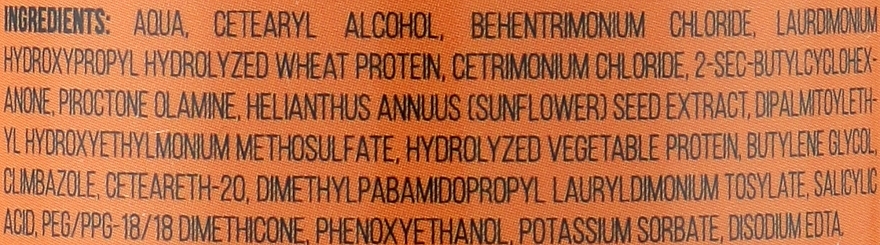 INGREDIENTS: AQUA, CETEARYL ALCOHOL, BEHENTRIMONIUM CHLORIDE, LAURDIMONIUM
HYDROXYPROPYL HYDROLYZED WHEAT PROTEIN, CETRIMONIUM CHLORIDE, 2-SEC-BUTYLCYCLOHEX-
ANONE, PIROCTONE OLAMINE, HELIANTHUS ANNUUS (SUNFLOWER) SEED EXTRACT, DIPALMITOYLETH-
YL HYDROXYETHYLMONIUM METHOSULFATE, HYDROLYZED VEGETABLE PROTEIN, BUTYLENE GLYCOL,
CLIMBAZOLE, CETEARETH-20, DIMETHYLPABAMIDOPROPYL LAURYLDIMONIUM TOSYLATE, SALICYLIC
ACID, PEG/PPG-18/18 DIMETHICONE, PHENOXYETHANOL, POTASSIUM SORBATE, DISODIUM EDTA.